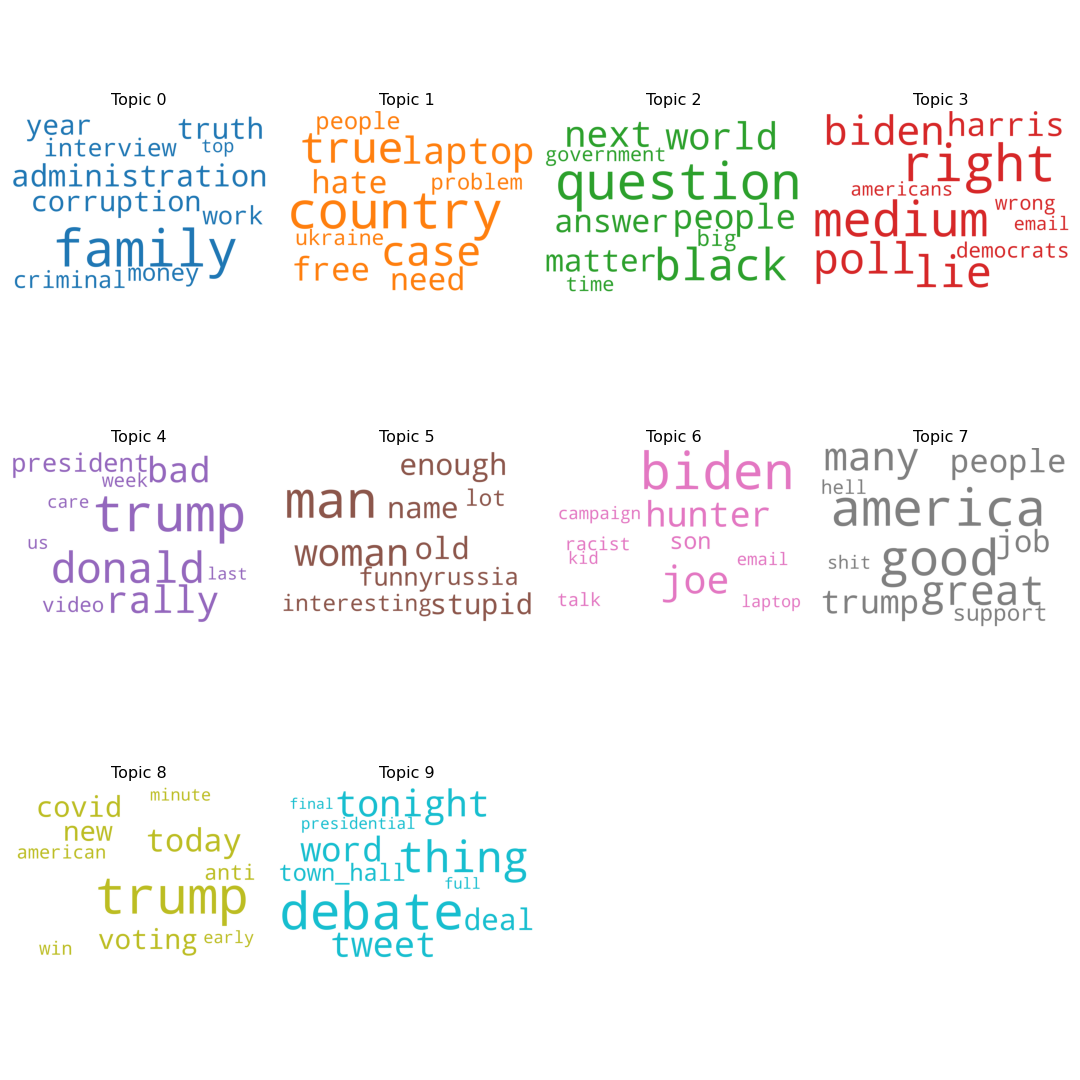 Topic 0
year truth
interview top
administration
corruption work
family
criminal money
Topic 1
people
true laptop
hate problem
country
ukraine case
free need
Topic 2
next world
government
question
answer people
big
matter black
time
Topic 3
biden harris
right
americans
medium wrong
email
poll democrats
lie
Topic 4
president bad
week
care trump
us
donald last
video rally
Topic 5
enough
man name lot
woman old
funny russia
interesting stupid
Topic 6
biden
campaign hunter
racist son
kid email
joe
talk laptop
Topic 7
many people
hell
america
job
good
shit
trump great
support
Topic 8
minute
covid
new today
american
anti
trump
voting early
win
Topic 9
final tonight
presidential
word thing
town_hall
full
debate deal
tweet